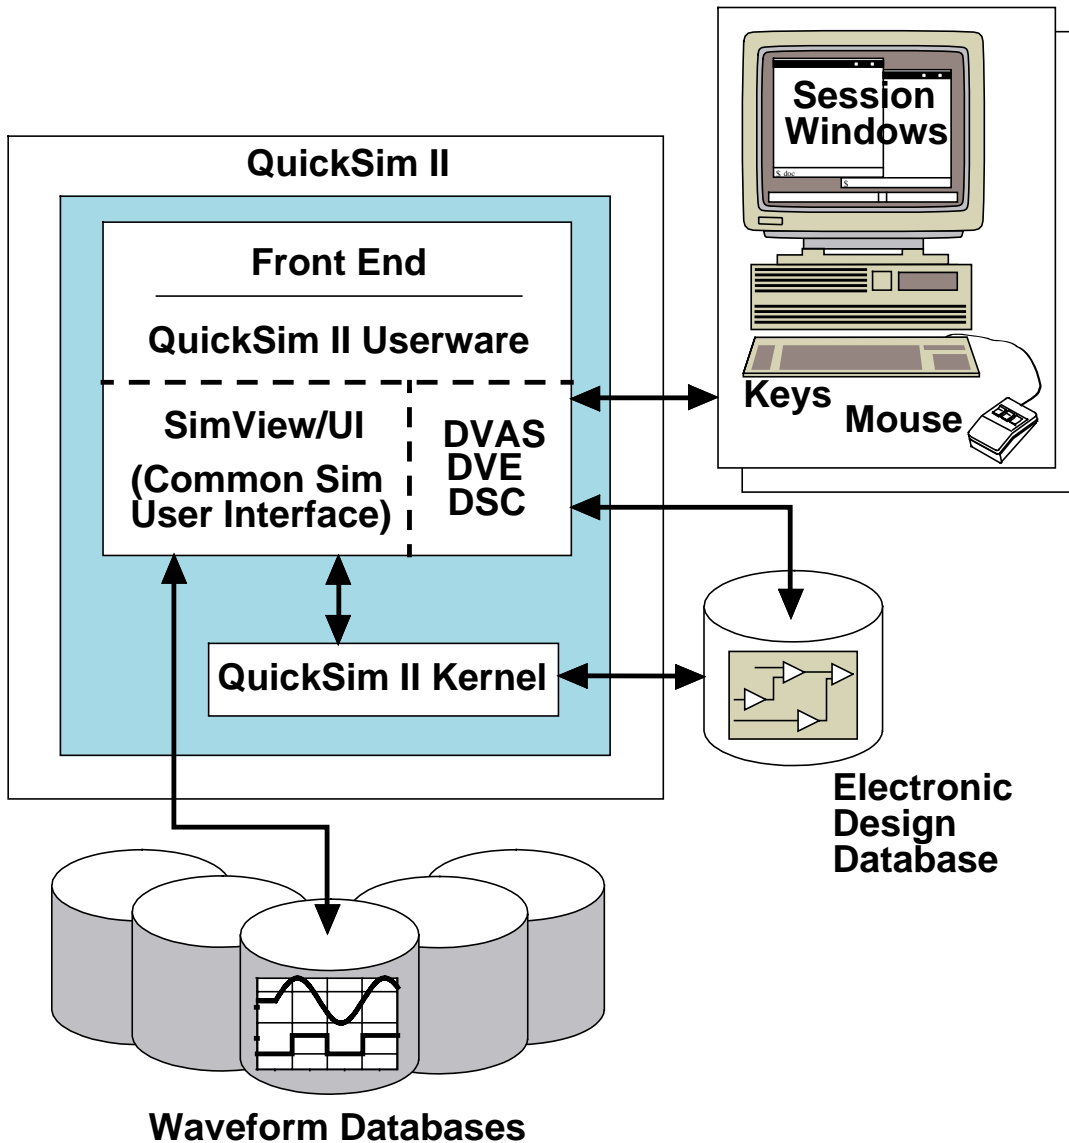 Session
Windows
$ doc
$
QuickSim II
Front End
QuickSim II Userware
Keys
Mouse
SimView/UI
(Common Sim
User Interface)
DVAS
DVE
DSC
QuickSim II Kernel
Electronic
Design
Database
Waveform Databases